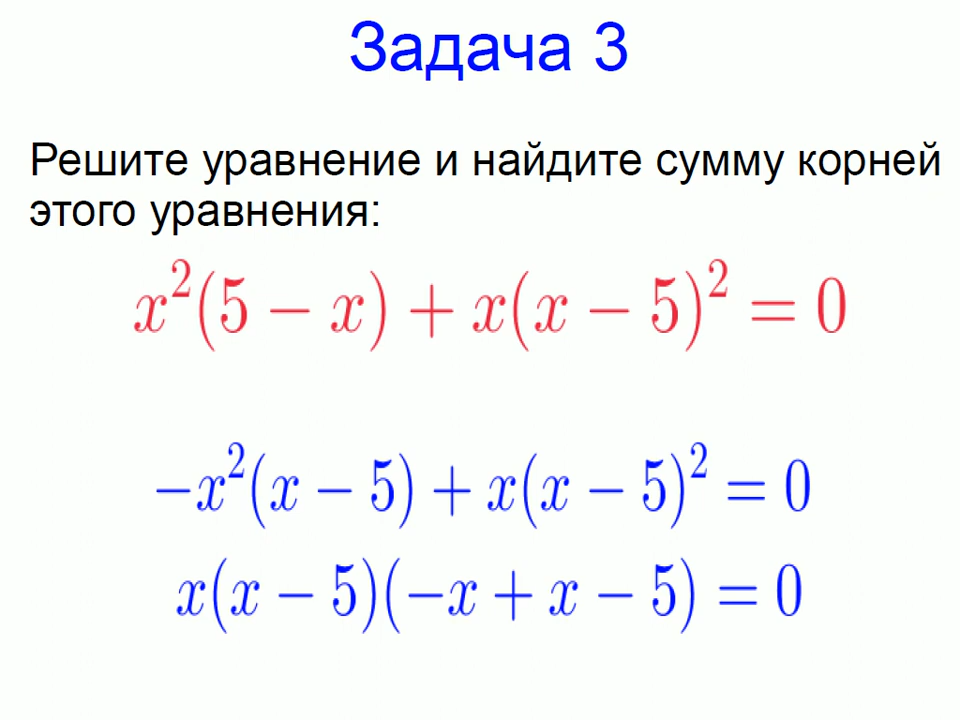 Задача 3
Решите уравнение и найдите сумму корней
этого уравнения:
x²(5 − x) + x(x − 5)² = 0
−x²(x − 5) + x(x − 5)² = 0
x(x − 5)(−x + x − 5) = 0